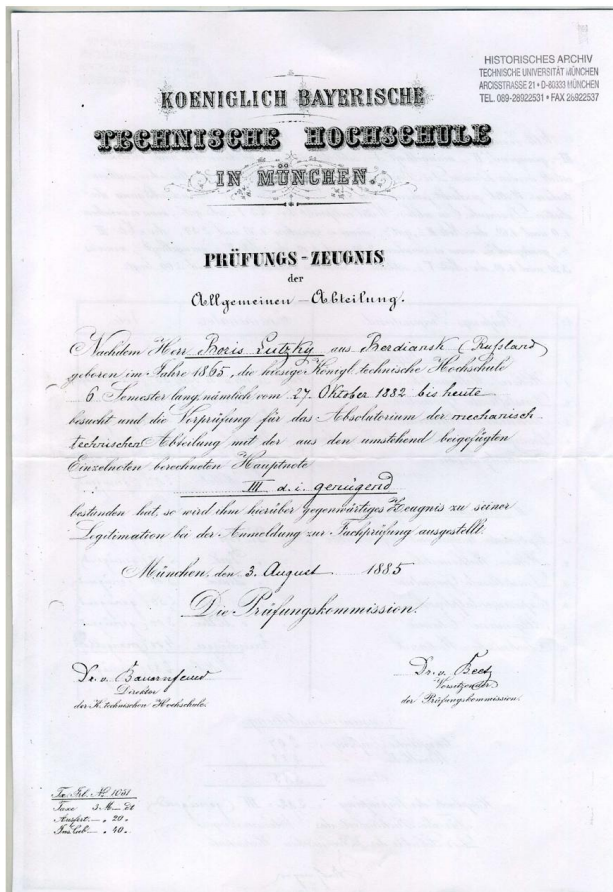 HISTORISCHES ARCHIV
TECHNISCHE UNIVERSITÄT MÜNCHEN
ARCISSTRASSE 21 • D-80333 MÜNCHEN
TEL. 089-28922531 • FAX 28922537
KOENIGLICH BAYERISCHE
TECHNISCHE HOCHSCHULE
IN MÜNCHEN.
PRÜFUNGS-ZEUGNIS
der
Allgemeinen-Abteilung.
Nachdem Herr Boris Lutzky aus Berdiansk (Rußland)
geboren im Jahre 1865, die hiesige Königl. technische Hochschule
6 Semester lang, nämlich vom 27. Oktober 1882 bis heute
besucht und die Vorprüfung für das Absolutorium der mechanisch-
technischen Abteilung mit der aus den umstehend beigefügten
Einzelnoten berechneten Hauptnote
III d. i. genügend
bestanden hat, so wird ihm hierüber gegenwärtiges Zeugnis zu seiner
Legitimation bei der Anmeldung zur Fachprüfung ausgestellt.
München, den 3. August 1885
Die Prüfungskommission.
Dr. v. Bauernfeind
Director
der K. technischen Hochschule.
Dr. v. Beetz
Vorsitzender
der Prüfungskommission.
No 1031
Taxe 3 M
20
40